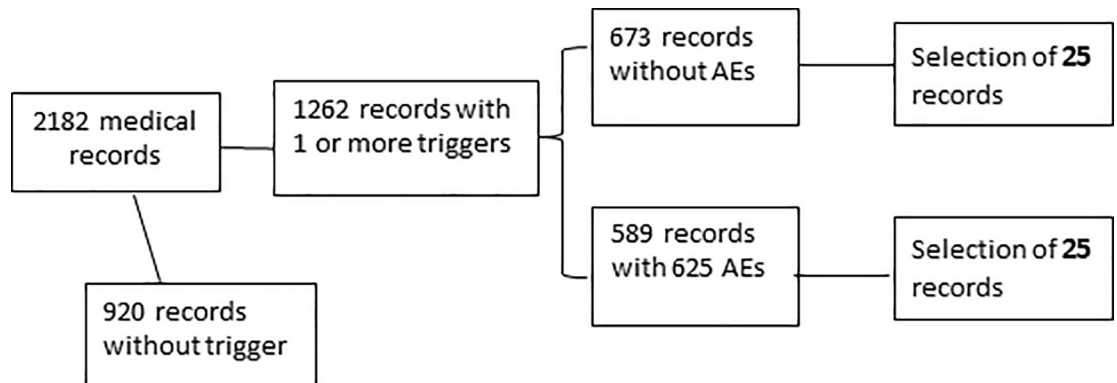 2182 medical
records
920 records
without trigger
1262 records with
1 or more triggers
673 records
without AEs
Selection of 25
records
589 records
with 625 AEs
Selection of 25
records